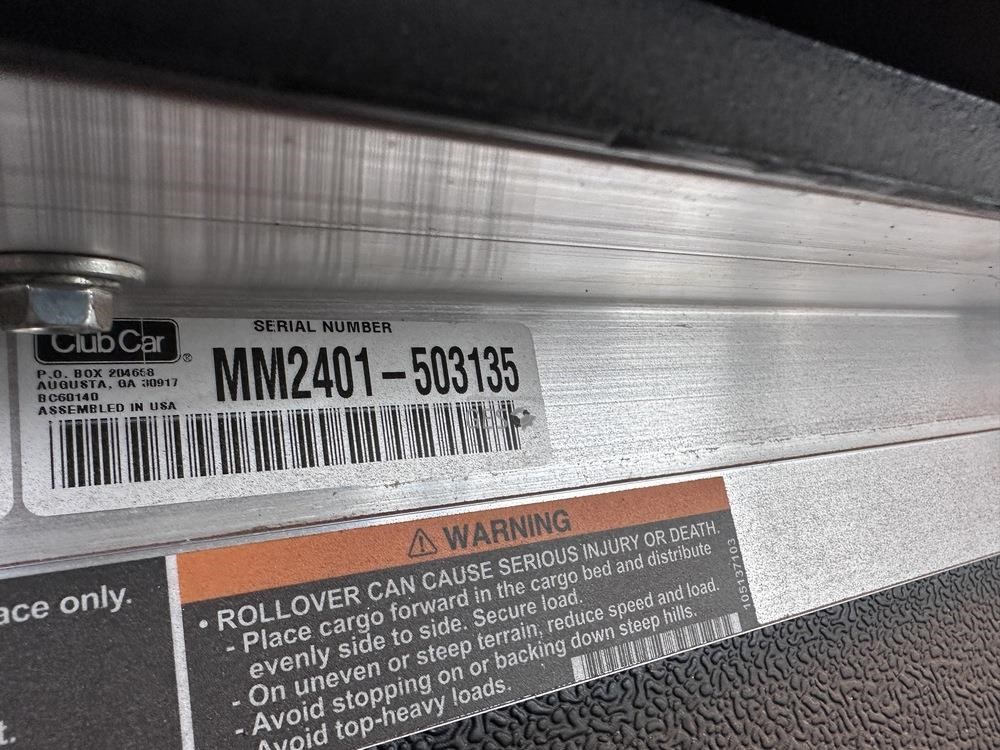 Club Car ®
SERIAL NUMBER
MM2401-503135
P.O. BOX 204658
AUGUSTA, GA 30917
BC60140
ASSEMBLED IN USA
ace only.
t.
⚠ WARNING
• ROLLOVER CAN CAUSE SERIOUS INJURY OR DEATH.
- Place cargo forward in the cargo bed and distribute
evenly side to side. Secure load.
- On uneven or steep terrain, reduce speed and load.
- Avoid stopping on or backing down steep hills.
Avoid top-heavy loads.
105137103